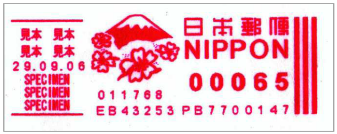 見本 見本
見本 見本
29.09.06
SPECIMEN
SPECIMEN
SPECIMEN
日本郵便
NIPPON
00065
011768
EB43253 PB7700147